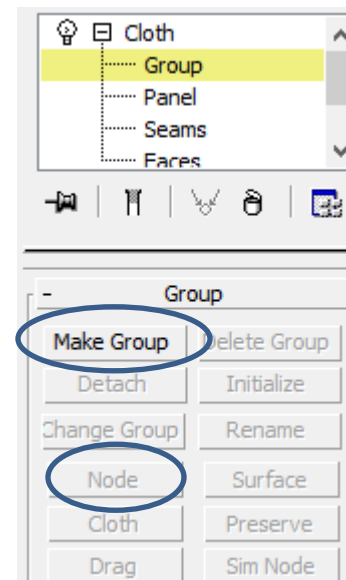 Cloth
Group
Panel
Seams
Faces
- Group
Make Group Delete Group
Detach Initialize
Change Group Rename
Node Surface
Cloth Preserve
Drag Sim Node